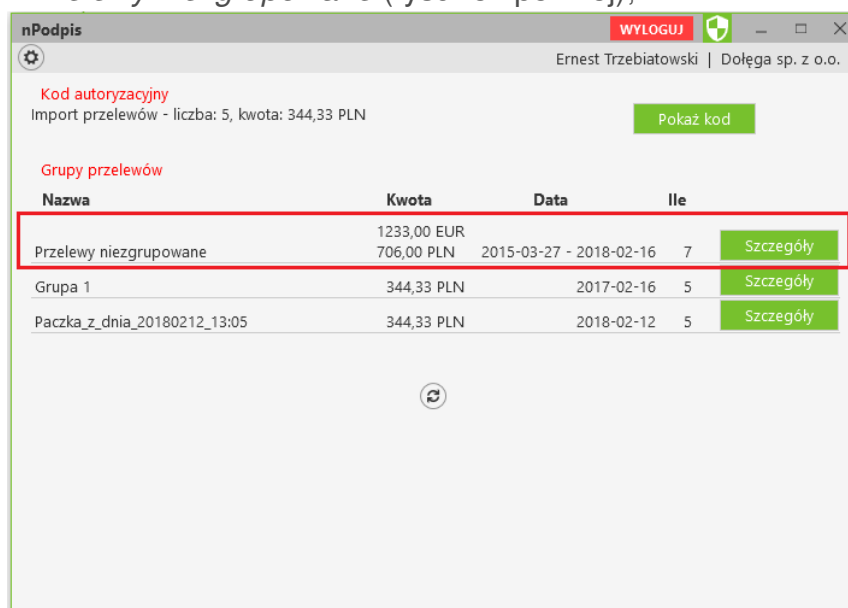 nPodpis WYLOGUJ
Ernest Trzebiatowski | Dołęga sp. z o.o.
Kod autoryzacyjny
Import przelewów - liczba: 5, kwota: 344,33 PLN Pokaż kod
Grupy przelewów
Nazwa Kwota Data Ile
1233,00 EUR
Przelewy niezgrupowane 706,00 PLN 2015-03-27 - 2018-02-16 7 Szczegóły
Grupa 1 344,33 PLN 2017-02-16 5 Szczegóły
Paczka_z_dnia_20180212_13:05 344,33 PLN 2018-02-12 5 Szczegóły